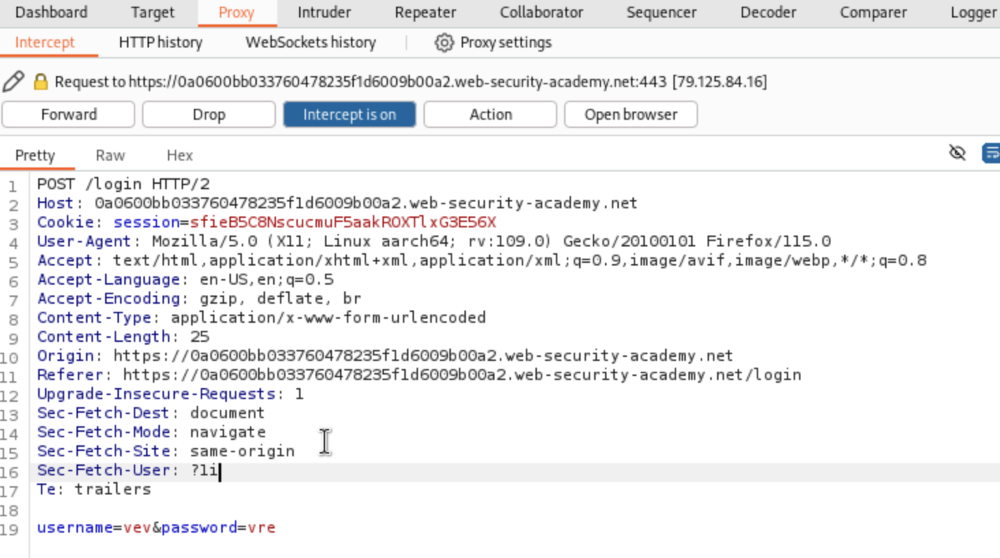 Dashboard Target Proxy Intruder Repeater Collaborator Sequencer Decoder Comparer Logger
Intercept HTTP history WebSockets history Proxy settings
Request to https://0a0600bb033760478235f1d6009b00a2.web-security-academy.net:443 [79.125.84.16]
Forward Drop Intercept is on Action Open browser
Pretty Raw Hex
1 POST /login HTTP/2
2 Host: 0a0600bb033760478235f1d6009b00a2.web-security-academy.net
3 Cookie: session=sfieB5C8NscucmuF5aakROXTlxG3E56X
4 User-Agent: Mozilla/5.0 (X11; Linux aarch64; rv:109.0) Gecko/20100101 Firefox/115.0
5 Accept: text/html,application/xhtml+xml,application/xml;q=0.9,image/avif,image/webp,*/*;q=0.8
6 Accept-Language: en-US,en;q=0.5
7 Accept-Encoding: gzip, deflate, br
8 Content-Type: application/x-www-form-urlencoded
9 Content-Length: 25
10 Origin: https://0a0600bb033760478235f1d6009b00a2.web-security-academy.net
11 Referer: https://0a0600bb033760478235f1d6009b00a2.web-security-academy.net/login
12 Upgrade-Insecure-Requests: 1
13 Sec-Fetch-Dest: document
14 Sec-Fetch-Mode: navigate
15 Sec-Fetch-Site: same-origin
16 Sec-Fetch-User: ?1i
17 Te: trailers
18
19 username=vev&password=vre